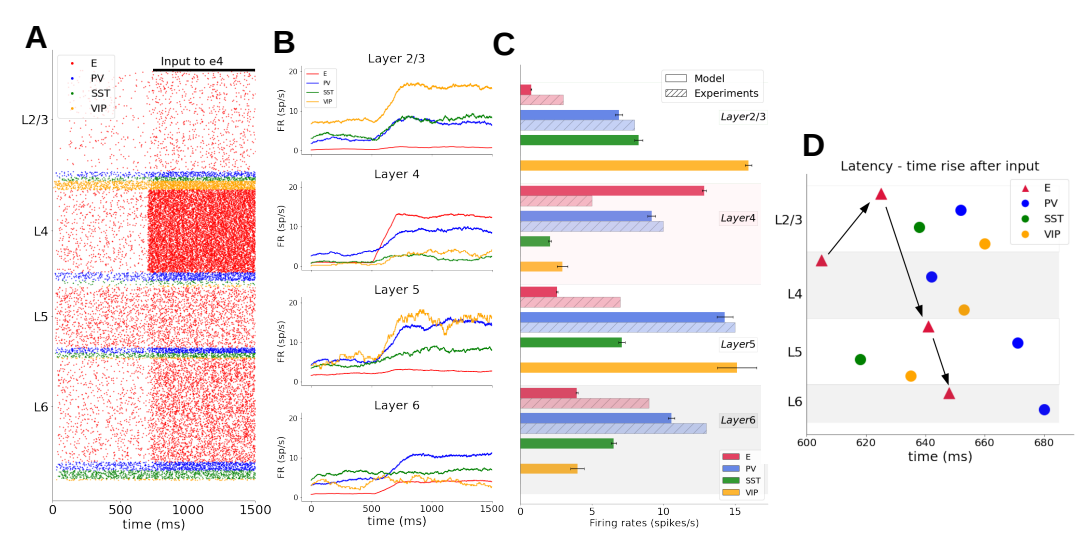 A
E
PV
SST
VIP
Input to e4
L2/3
L4
L5
L6
0
500
1000
1500
time (ms)
B
Layer 2/3
E
PV
SST
VIP
FR (sp/s)
20
10
0
Layer 4
FR (sp/s)
20
10
0
Layer 5
FR (sp/s)
20
10
0
Layer 6
FR (sp/s)
20
10
0
0
500
1000
1500
time (ms)
C
Model
Experiments
Layer2/3
Layer4
Layer5
Layer6
E
PV
SST
VIP
0
5
10
15
Firing rates (spikes/s)
D
Latency - time rise after input
E
PV
SST
VIP
L2/3
L4
L5
L6
600
620
640
660
680
time (ms)